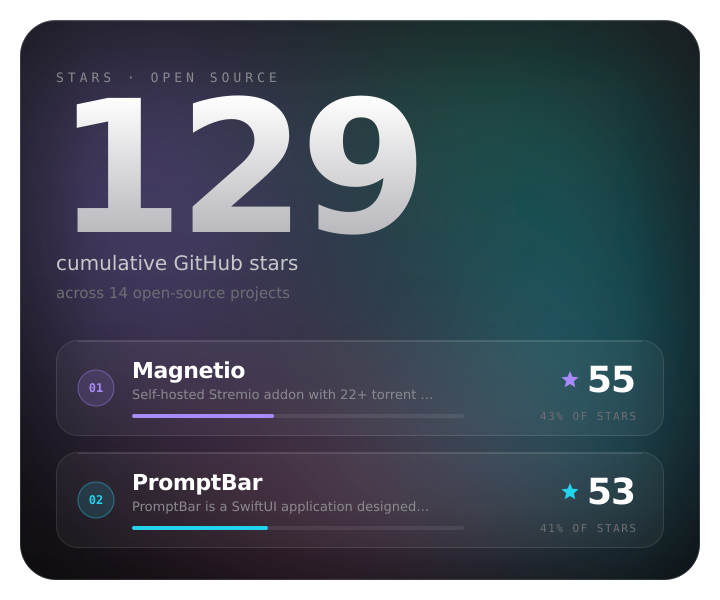 STARS · OPEN SOURCE
129
cumulative GitHub stars
across 14 open-source projects
01
Magnetio
Self-hosted Stremio addon with 22+ torrent …
★ 55
43% OF STARS
02
PromptBar
PromptBar is a SwiftUI application designed…
★ 53
41% OF STARS